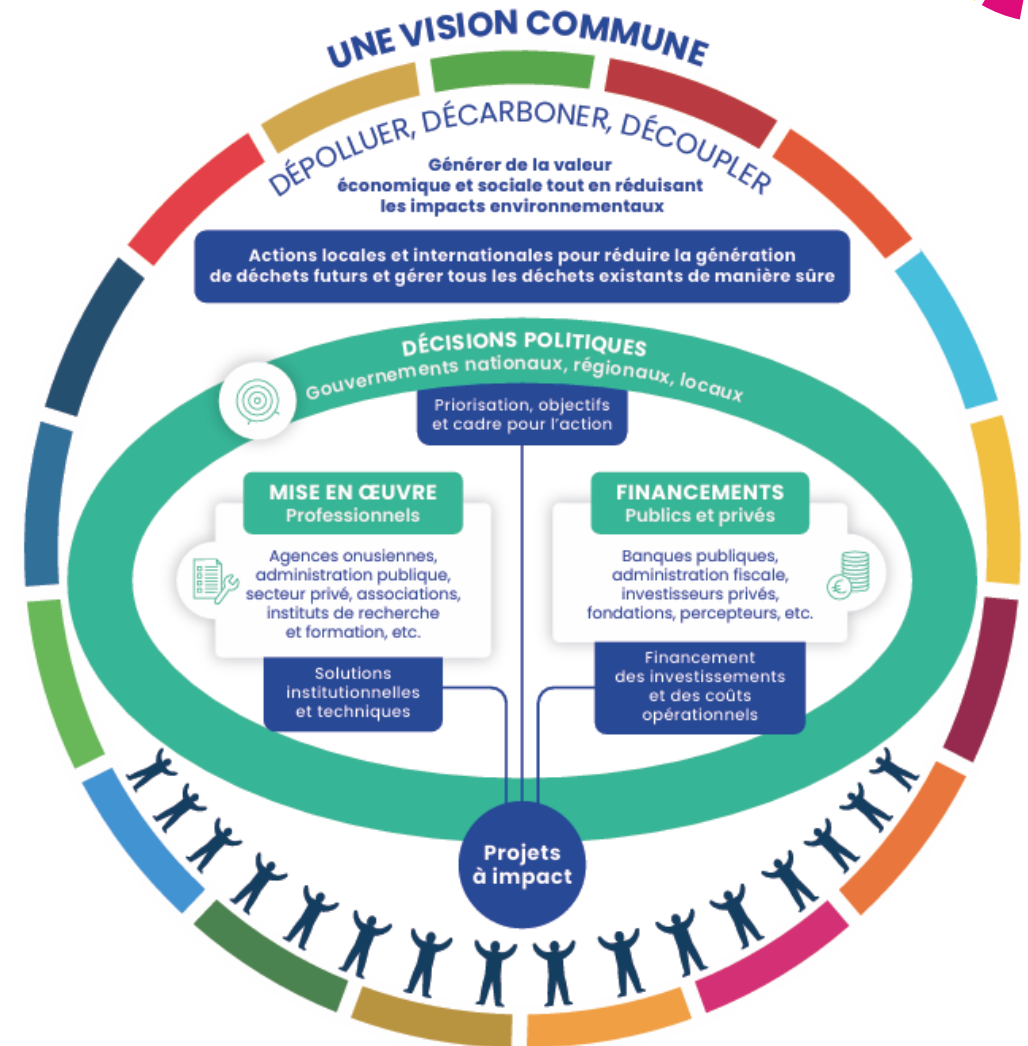 UNE VISION COMMUNE
DÉPOLLUER, DÉCARBONER, DÉCOUPLER
Générer de la valeur
économique et sociale tout en réduisant
les impacts environnementaux
Actions locales et internationales pour réduire la génération
de déchets futurs et gérer tous les déchets existants de manière sûre
DÉCISIONS POLITIQUES
Gouvernements nationaux, régionaux, locaux
Priorisation, objectifs
et cadre pour l'action
MISE EN ŒUVRE
Professionnels
Agences onusiennes,
administration publique,
secteur privé, associations,
instituts de recherche
et formation, etc.
Solutions
institutionnelles
et techniques
FINANCEMENTS
Publics et privés
Banques publiques,
administration fiscale,
investisseurs privés,
fondations, percepteurs, etc.
€
Financement
des investissements
et des coûts
opérationnels
Projets
à impact